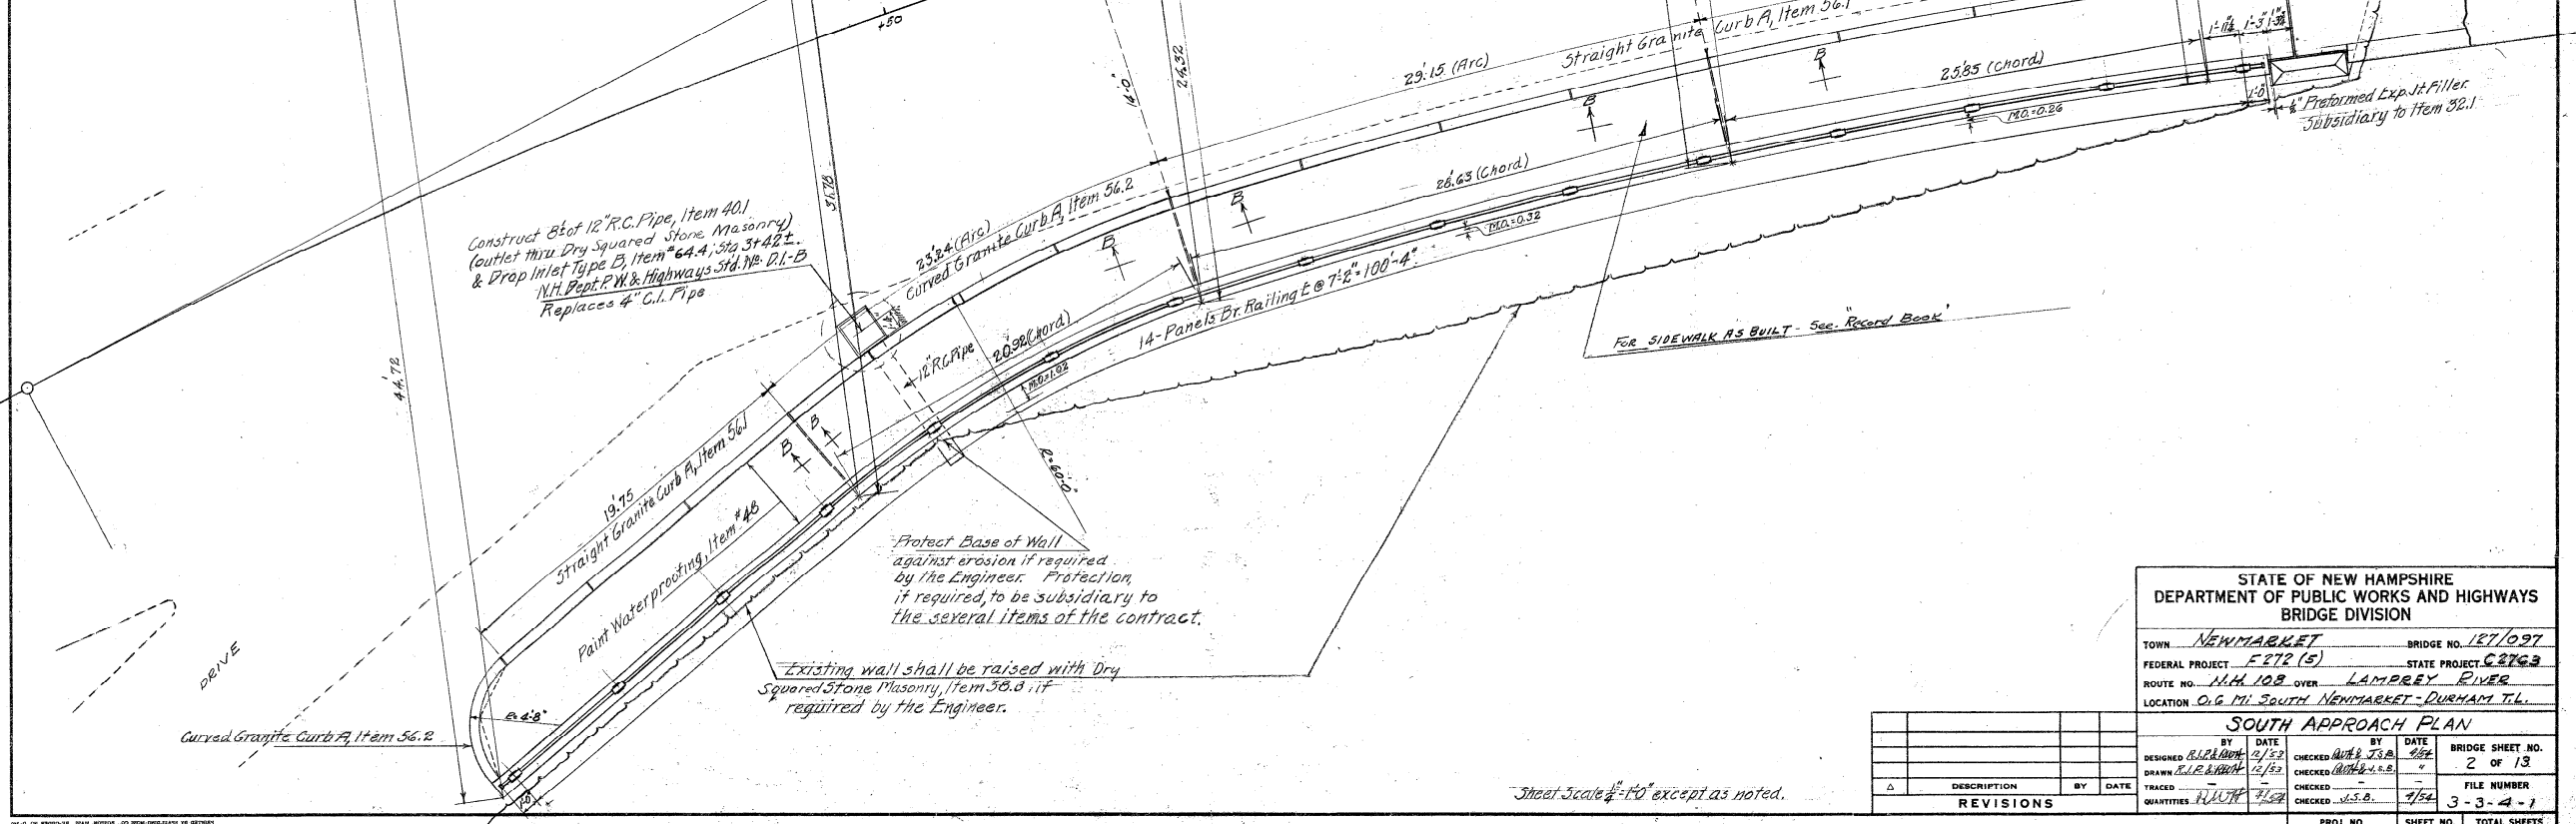 +50
14'-0"
24.32
29.15 (Arc)
Straight Granite Curb A, Item 56.1
B
B
25.85 (Chord)
1'-0"
M.O.=0.26
½" Preformed Exp. Jt. Filler.
Subsidiary to Item 32.1
28.63 (Chord)
M.O.=0.32
B
B
23.24 (Arc)
Curved Granite Curb A, Item 56.2
31.78
Construct 8'± of 12" R.C. Pipe, Item 40.1
(outlet thru Dry Squared Stone Masonry)
& Drop Inlet Type B, Item #64.4; Sta 3+42±.
N.H. Dept. P.W. & Highways Std. No. D.I.-B
Replaces 4" C.I. Pipe
14-Panels Br. Railing ℄ @ 7'-2"=100'-4"
FOR SIDEWALK AS BUILT - See. "Record Book"
12" R.C. Pipe
20.92 (Chord)
M.O.=1.02
R=60'-0"
44.72
B
B
19.75
Straight Granite Curb A, Item 56.1
Paint Waterproofing, Item #48
Protect Base of Wall
against erosion if required
by the Engineer. Protection,
if required, to be subsidiary to
the several items of the contract.
DRIVE
Existing wall shall be raised with Dry
Squared Stone Masonry, Item 58.8, if
required by the Engineer.
R=4'-8"
Curved Granite Curb A, Item 56.2
Sheet Scale ¼"=1'-0" except as noted.
STATE OF NEW HAMPSHIRE
DEPARTMENT OF PUBLIC WORKS AND HIGHWAYS
BRIDGE DIVISION
TOWN NEWMARKET BRIDGE NO. 127/097
FEDERAL PROJECT F 272 (5) STATE PROJECT C2763
ROUTE NO. N.H. 108 OVER LAMPREY RIVER
LOCATION 0.6 Mi South Newmarket-Durham T.L.
SOUTH APPROACH PLAN
BY DATE BY DATE BRIDGE SHEET NO.
DESIGNED R.J.P. & RWH 12/53 CHECKED RWH & J.S.B. 4/54 2 OF 13
DRAWN R.J.P. & RWH 12/53 CHECKED RWH & J.S.B. "
TRACED - - CHECKED - - FILE NUMBER
QUANTITIES RWH CHECKED J.S.B. 4/54 3-3-4-1
△ DESCRIPTION BY DATE
REVISIONS
PROJ. NO. SHEET NO. TOTAL SHEETS